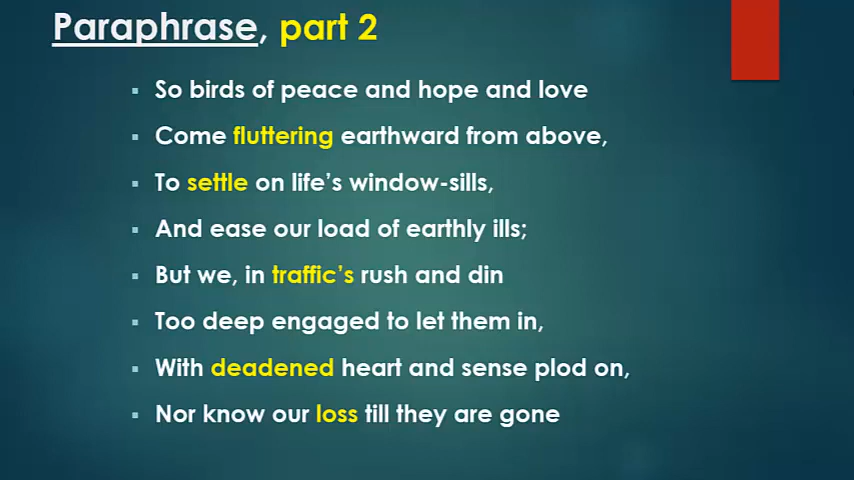 Paraphrase, part 2
So birds of peace and hope and love
Come fluttering earthward from above,
To settle on life’s window-sills,
And ease our load of earthly ills;
But we, in traffic’s rush and din
Too deep engaged to let them in,
With deadened heart and sense plod on,
Nor know our loss till they are gone